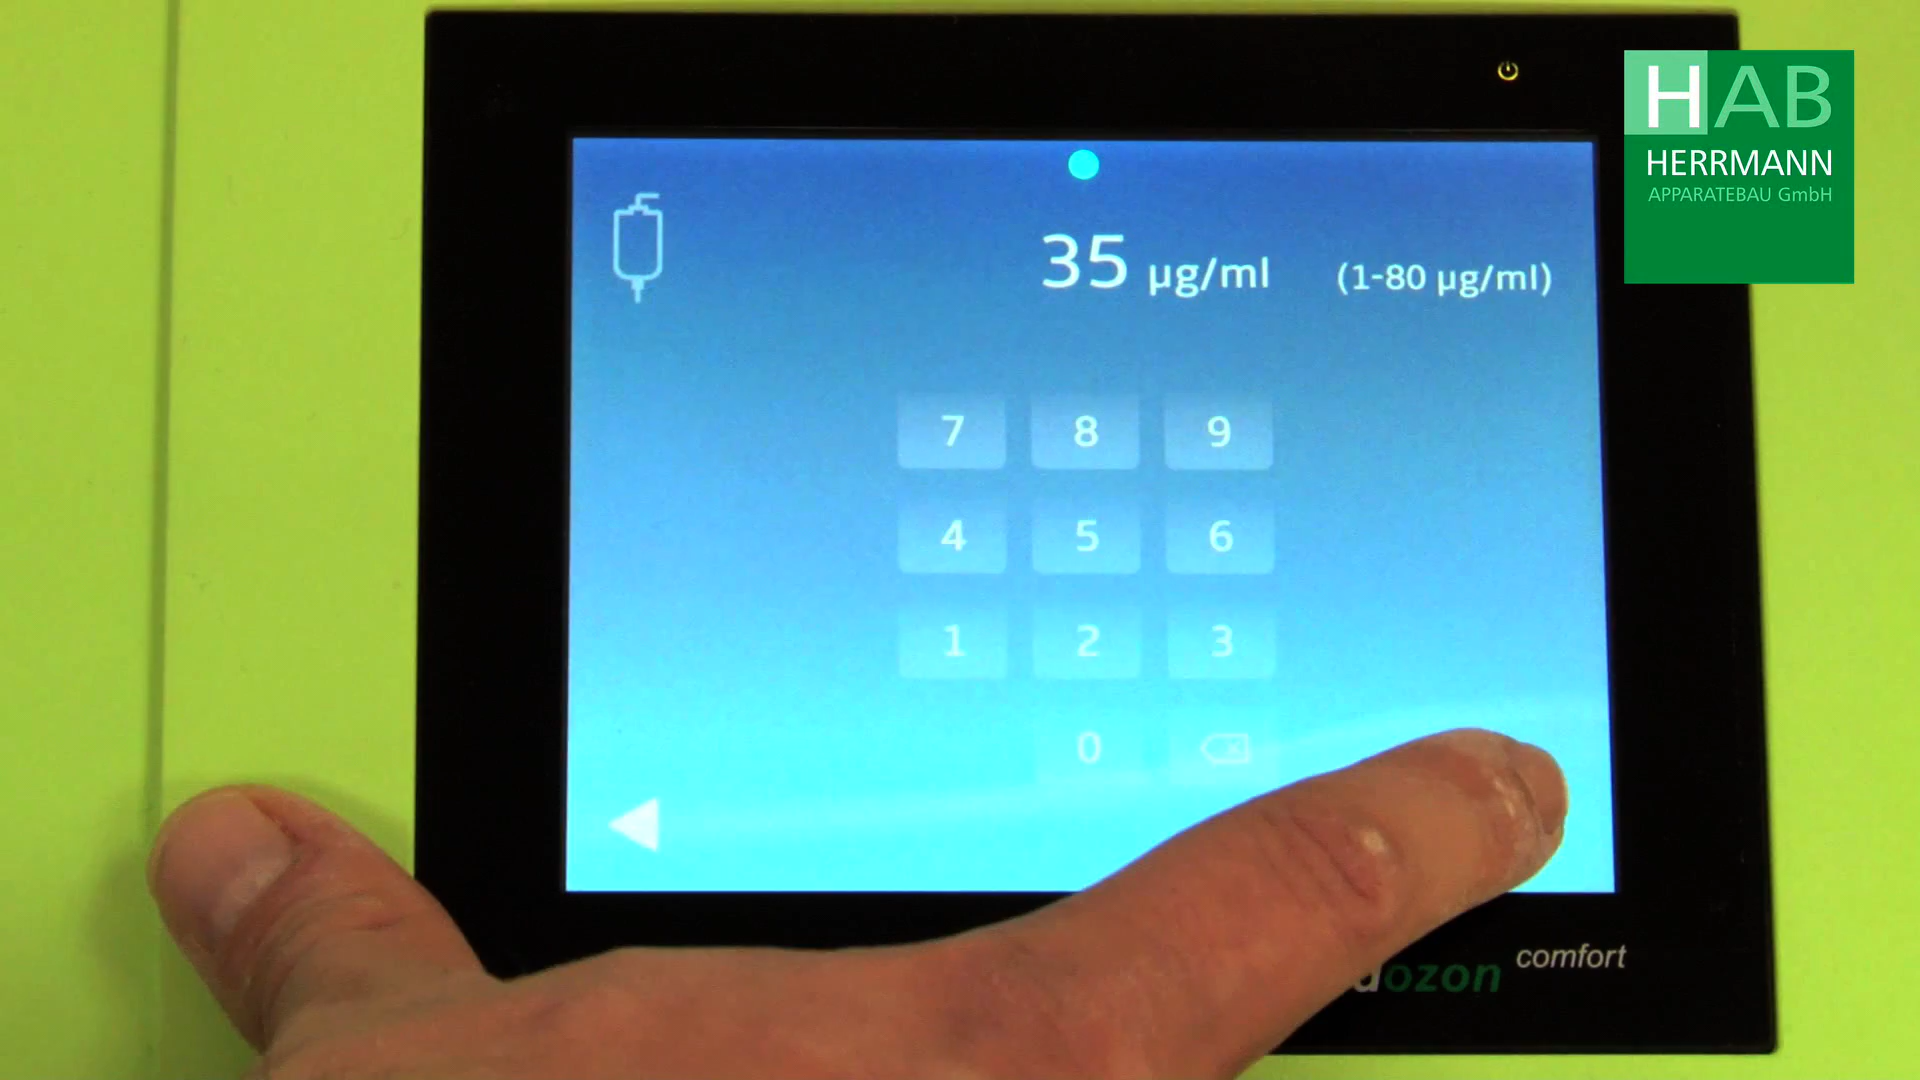 HAB
HERRMANN
APPARATEBAU GmbH
35 µg/ml (1-80 µg/ml)
7 8 9
4 5 6
1 2 3
0
dozon comfort